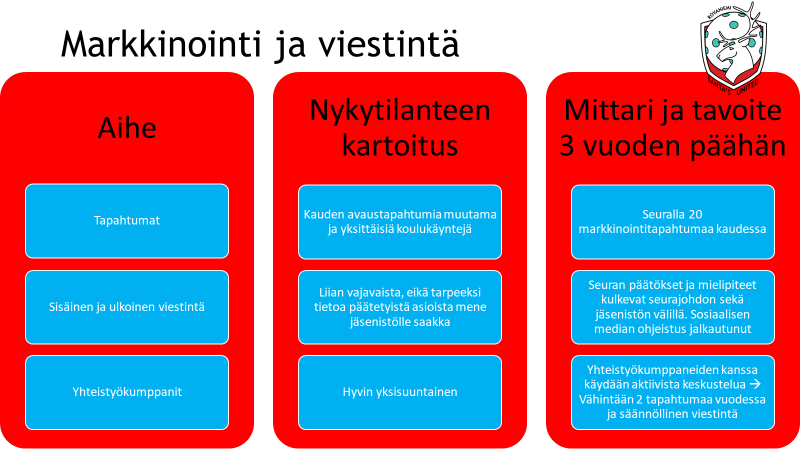 Markkinointi ja viestintä
ROVANIEMI
SANTA'S UNITED
Aihe
Tapahtumat
Sisäinen ja ulkoinen viestintä
Yhteistyökumppanit
Nykytilanteen
kartoitus
Kauden avaustapahtumia muutama
ja yksittäisiä koulukäyntejä
Liian vajavaista, eikä tarpeeksi
tietoa päätetyistä asioista mene
jäsenistölle saakka
Hyvin yksisuuntainen
Mittari ja tavoite
3 vuoden päähän
Seuralla 20
markkinointitapahtumaa kaudessa
Seuran päätökset ja mielipiteet
kulkevat seurajohdon sekä
jäsenistön välillä. Sosiaalisen
median ohjeistus jalkautunut
Yhteistyökumppaneiden kanssa
käydään aktiivista keskustelua →
Vähintään 2 tapahtumaa vuodessa
ja säännöllinen viestintä